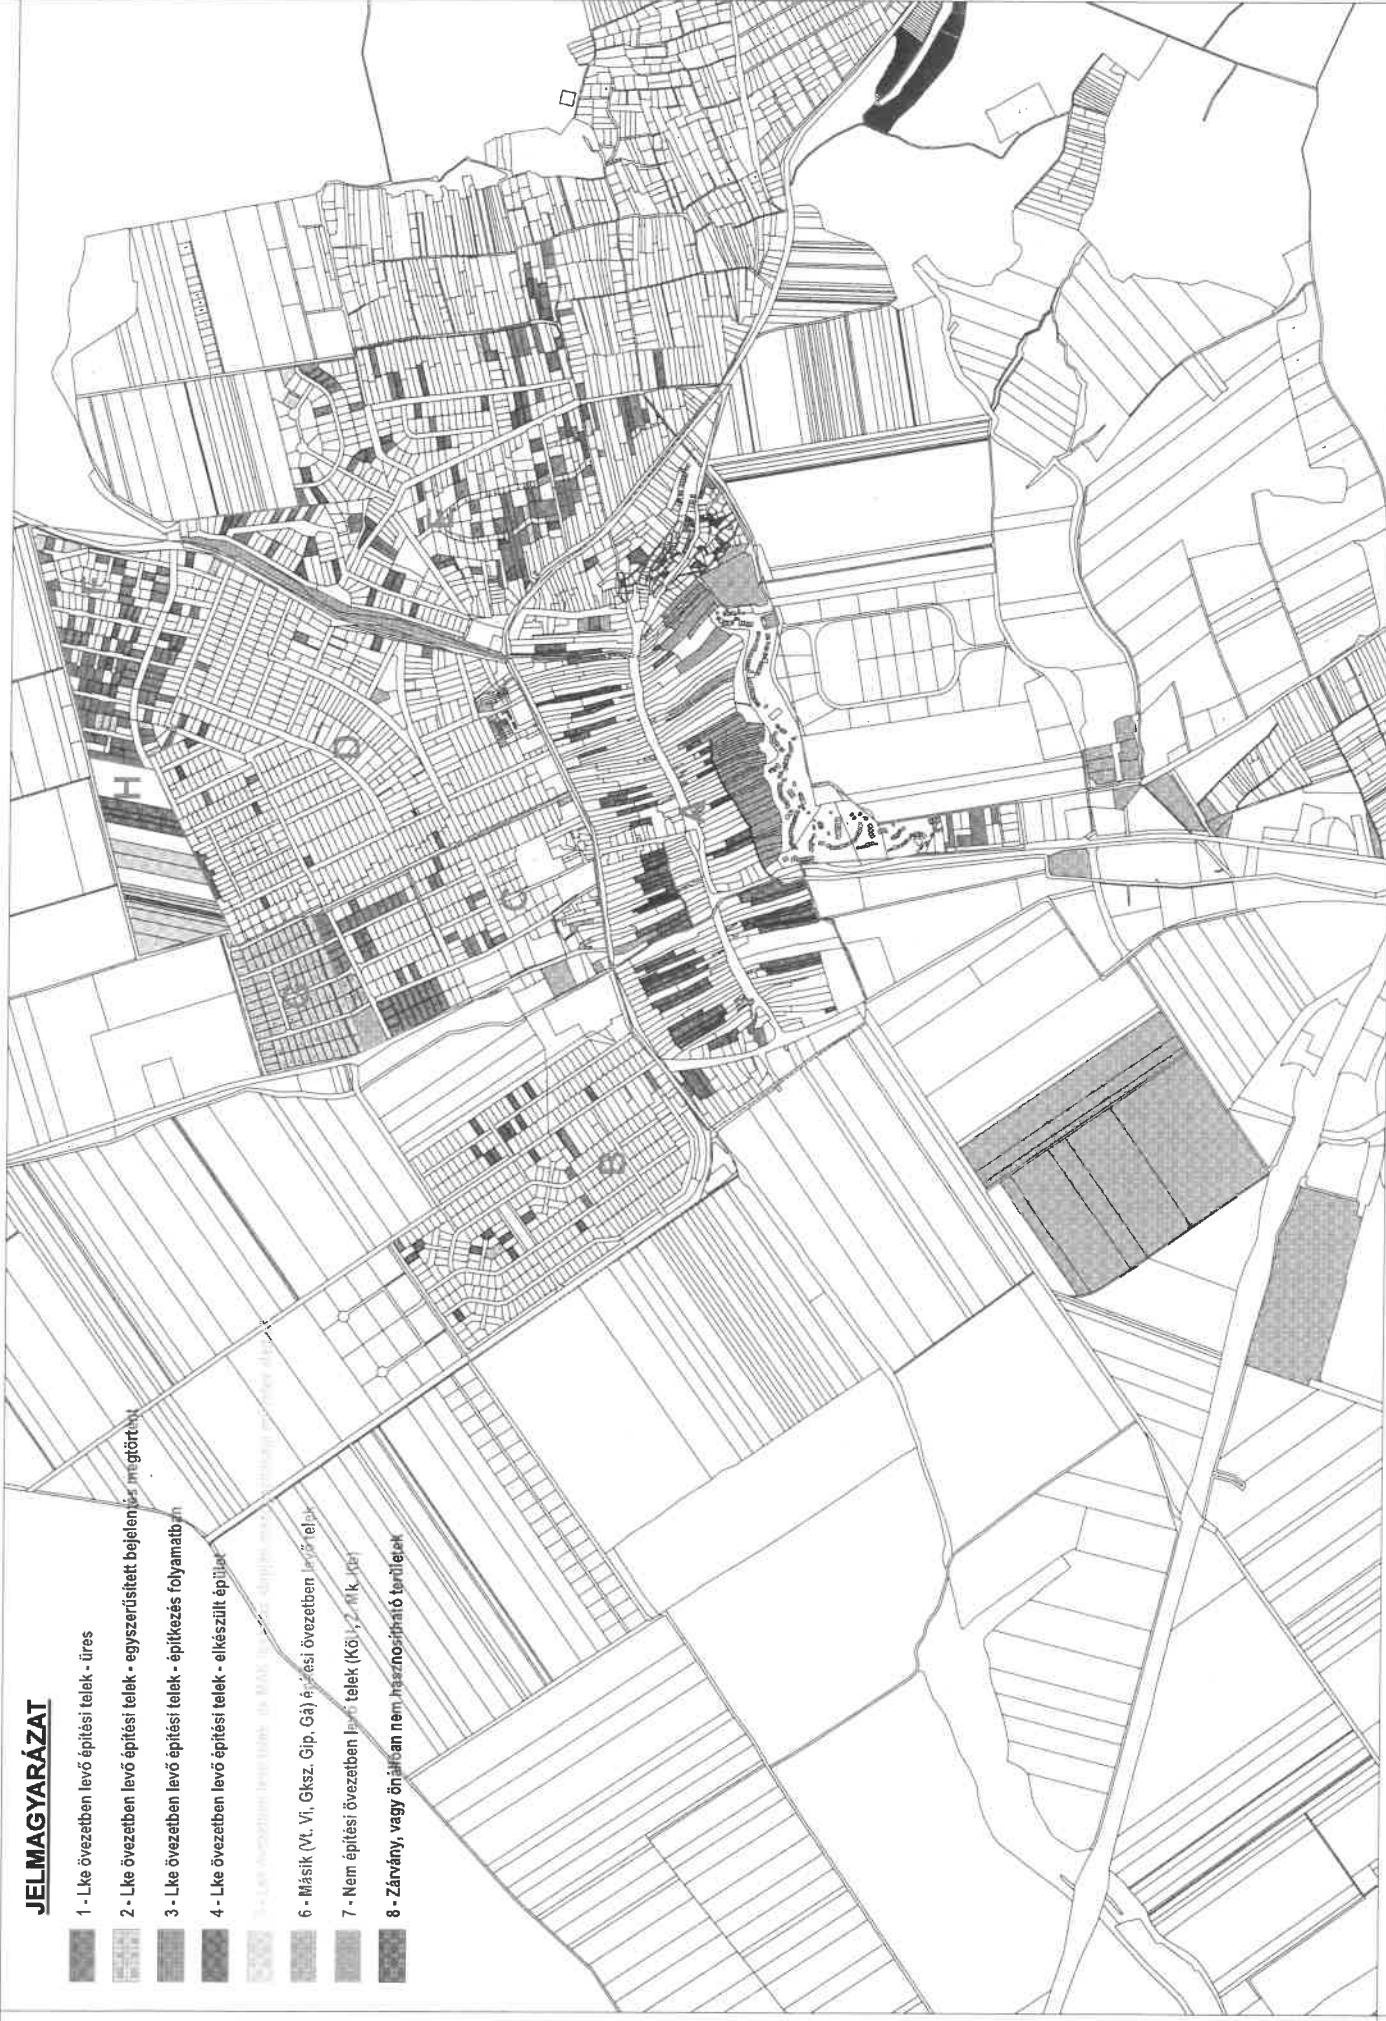 JELMAGYARÁZAT
1 - Lke övezetben levő építési telek - üres
2 - Lke övezetben levő építési telek - egyszerűsített bejelentés megtörtént
3 - Lke övezetben levő építési telek - építkezés folyamatban
4 - Lke övezetben levő építési telek - elkészült épület
6 - Másik (Vt, Vi, Gksz, Gip, Gá) építési övezetben levő telek
7 - Nem építési övezetben levő telek (Köu, Z, Mk
8 - Zárvány, vagy önállóan nem hasznosítható területek
F
E
H
D
A
C
G
B